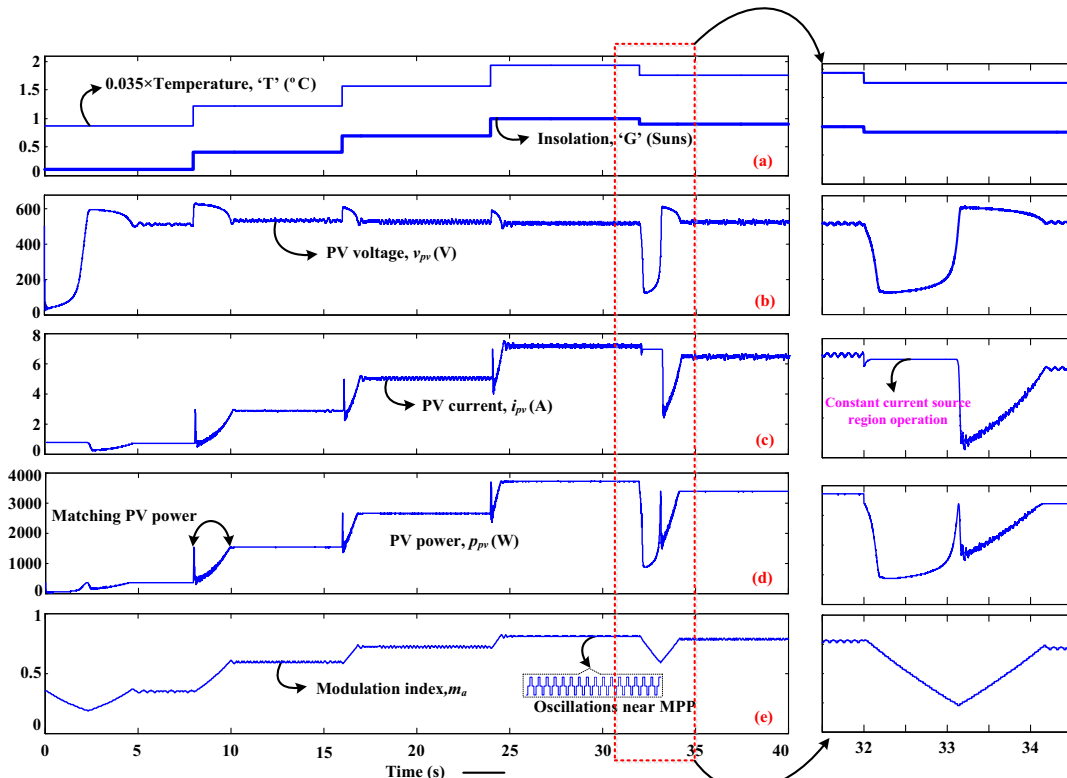 2
1.5
1
0.5
0
0.035×Temperature, ‘T’ (º C)
Insolation, ‘G’ (Suns)
(a)
600
400
200
0
PV voltage, vpv (V)
(b)
8
6
4
2
0
PV current, ipv (A)
(c)
Constant current source
region operation
4000
3000
2000
1000
0
Matching PV power
PV power, ppv (W)
(d)
1
0.5
0
Modulation index,ma
Oscillations near MPP
(e)
0 5 10 15 20 25 30 35 40
32 33 34
Time (s)